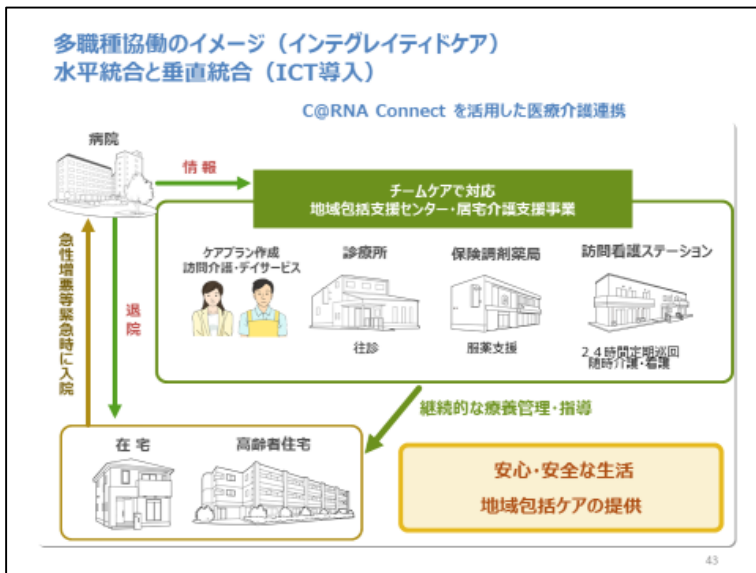 多職種協働のイメージ（インテグレイティドケア）
水平統合と垂直統合（ICT導入）
C@RNA Connect を活用した医療介護連携
病院
情報
チームケアで対応
地域包括支援センター・居宅介護支援事業
ケアプラン作成
訪問介護・デイサービス
診療所
往診
保険調剤薬局
服薬支援
訪問看護ステーション
２４時間定期巡回
随時介護・看護
急性増悪等緊急時に入院
退院
継続的な療養管理・指導
在 宅
高齢者住宅
安心・安全な生活
地域包括ケアの提供
43